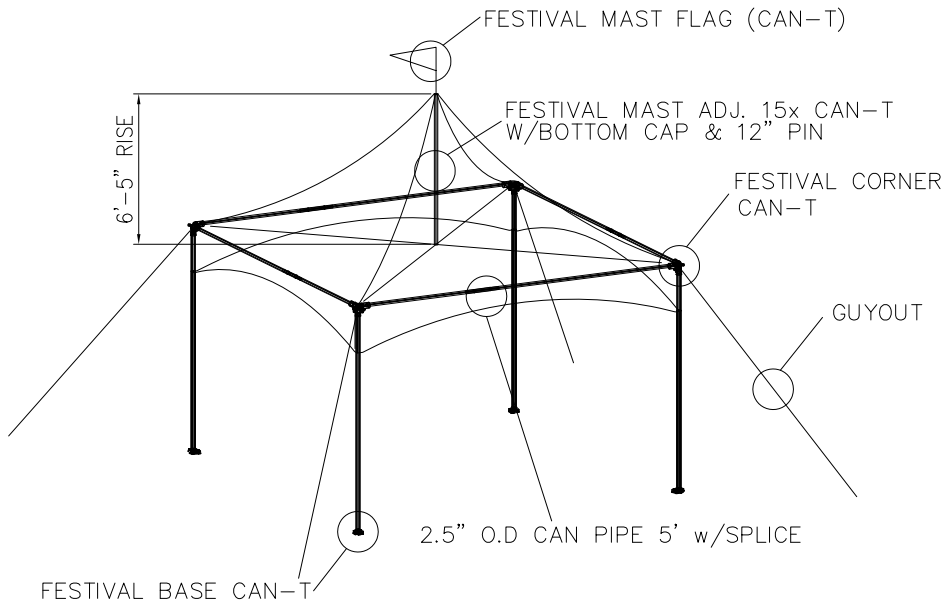 FESTIVAL MAST FLAG (CAN-T)
FESTIVAL MAST ADJ. 15x CAN-T
W/BOTTOM CAP & 12" PIN
6'-5" RISE
FESTIVAL CORNER
CAN-T
GUYOUT
2.5" O.D CAN PIPE 5' w/SPLICE
FESTIVAL BASE CAN-T